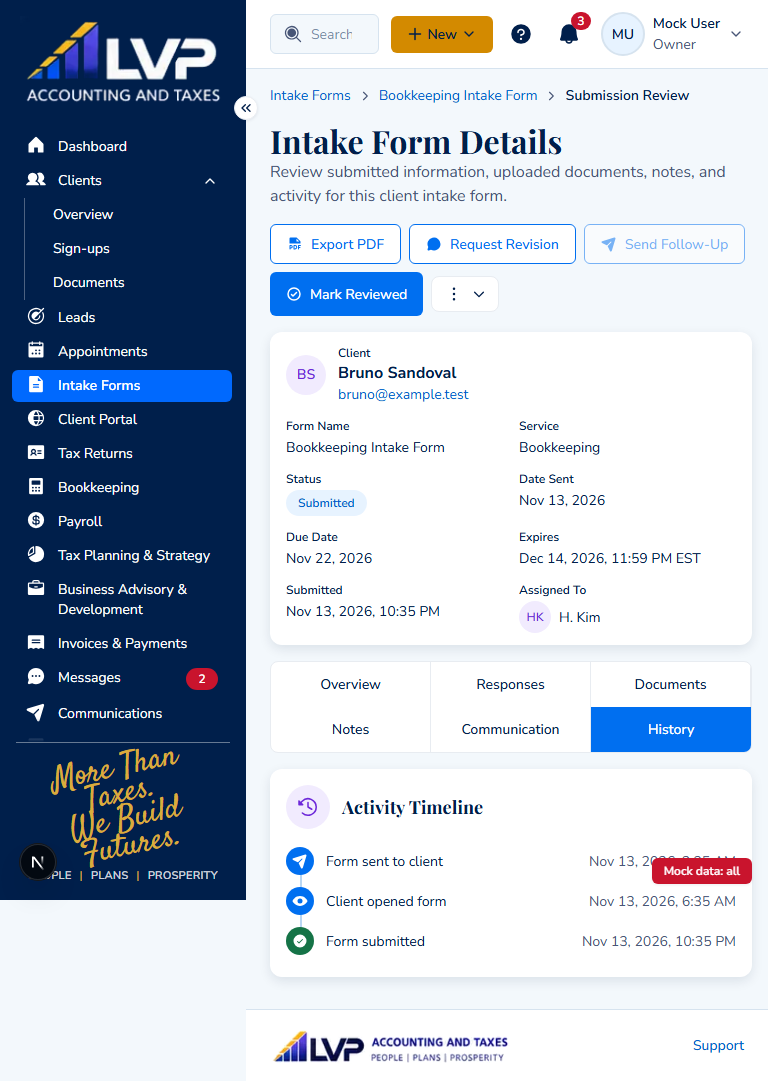 LVP
ACCOUNTING AND TAXES
Search
New
3
MU
Mock User
Owner
Dashboard
Clients
Overview
Sign-ups
Documents
Leads
Appointments
Intake Forms
Client Portal
Tax Returns
Bookkeeping
Payroll
Tax Planning & Strategy
Business Advisory &
Development
Invoices & Payments
Messages 2
Communications
More Than
Taxes.
We Build
Futures.
N
PLE | PLANS | PROSPERITY
Intake Forms > Bookkeeping Intake Form > Submission Review
Intake Form Details
Review submitted information, uploaded documents, notes, and
activity for this client intake form.
Export PDF
Request Revision
Send Follow-Up
Mark Reviewed
BS
Client
Bruno Sandoval
bruno@example.test
Form Name
Bookkeeping Intake Form
Service
Bookkeeping
Status
Submitted
Date Sent
Nov 13, 2026
Due Date
Nov 22, 2026
Expires
Dec 14, 2026, 11:59 PM EST
Submitted
Nov 13, 2026, 10:35 PM
Assigned To
HK H. Kim
Overview
Responses
Documents
Notes
Communication
History
Activity Timeline
Form sent to client Nov 13,
Mock data: all
Client opened form Nov 13, 2026, 6:35 AM
Form submitted Nov 13, 2026, 10:35 PM
LVP ACCOUNTING AND TAXES
PEOPLE | PLANS | PROSPERITY
Support